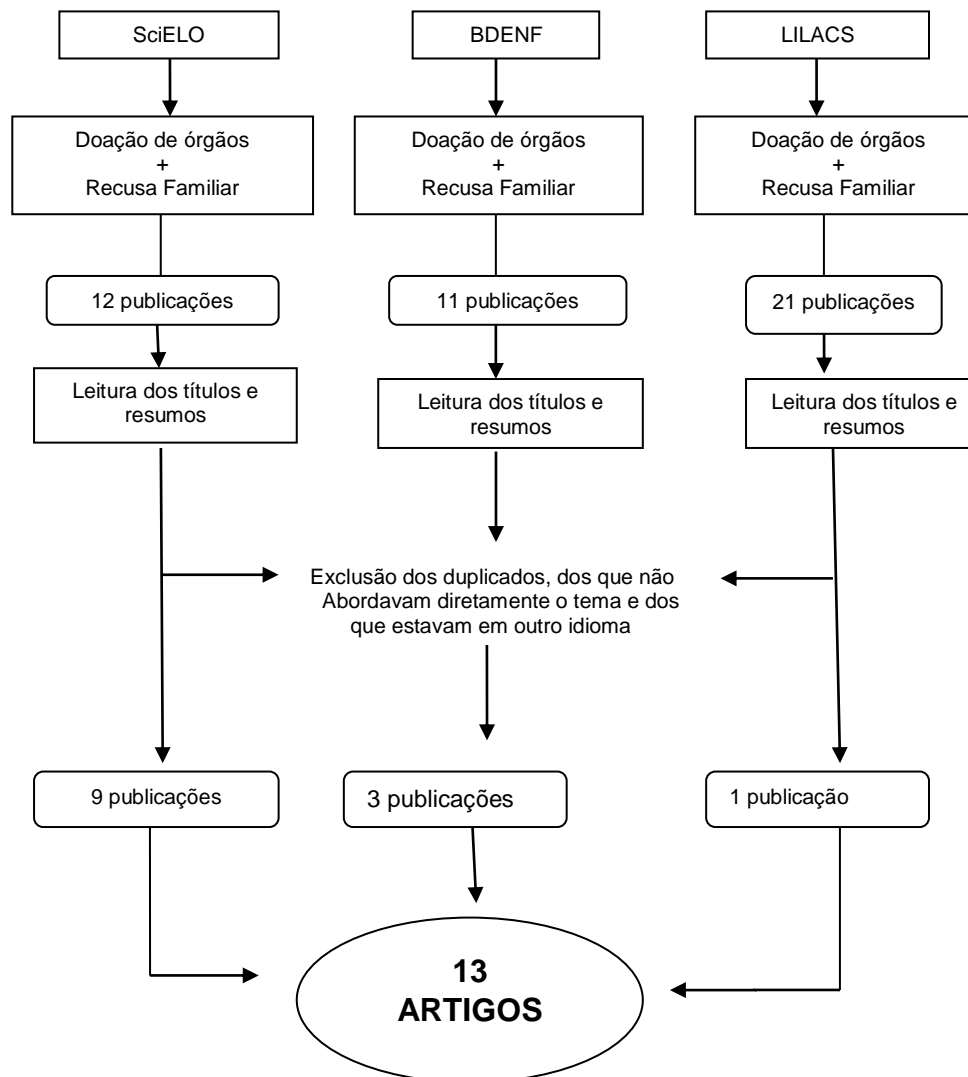 SciELO
BDENF
LILACS
Doação de órgãos
+
Recusa Familiar
Doação de órgãos
+
Recusa Familiar
Doação de órgãos
+
Recusa Familiar
12 publicações
11 publicações
21 publicações
Leitura dos títulos e
resumos
Leitura dos títulos e
resumos
Leitura dos títulos e
resumos
Exclusão dos duplicados, dos que não
Abordavam diretamente o tema e dos
que estavam em outro idioma
9 publicações
3 publicações
1 publicação
13
ARTIGOS